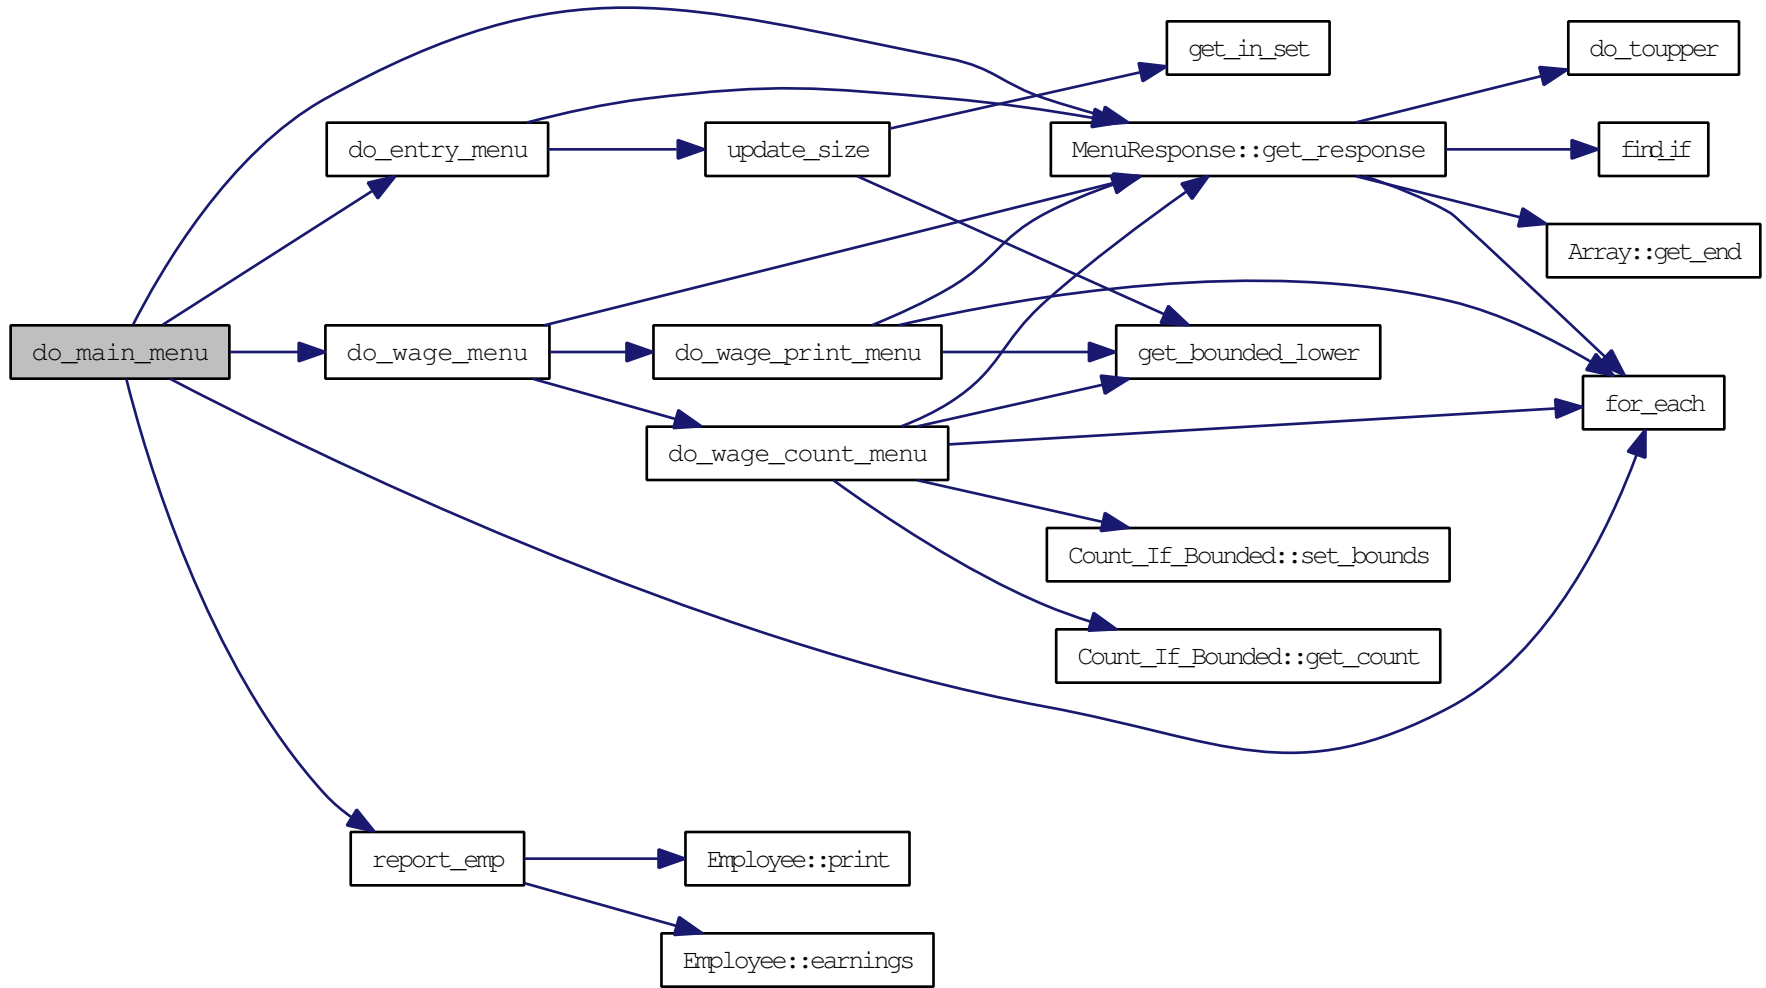 get_in_set
do_toupper
do_entry_menu
update_size
MenuResponse::get_response
find_if
Array::get_end
do_main_menu
do_wage_menu
do_wage_print_menu
get_bounded_lower
for_each
do_wage_count_menu
Count_If_Bounded::set_bounds
Count_If_Bounded::get_count
report_emp
Employee::print
Employee::earnings